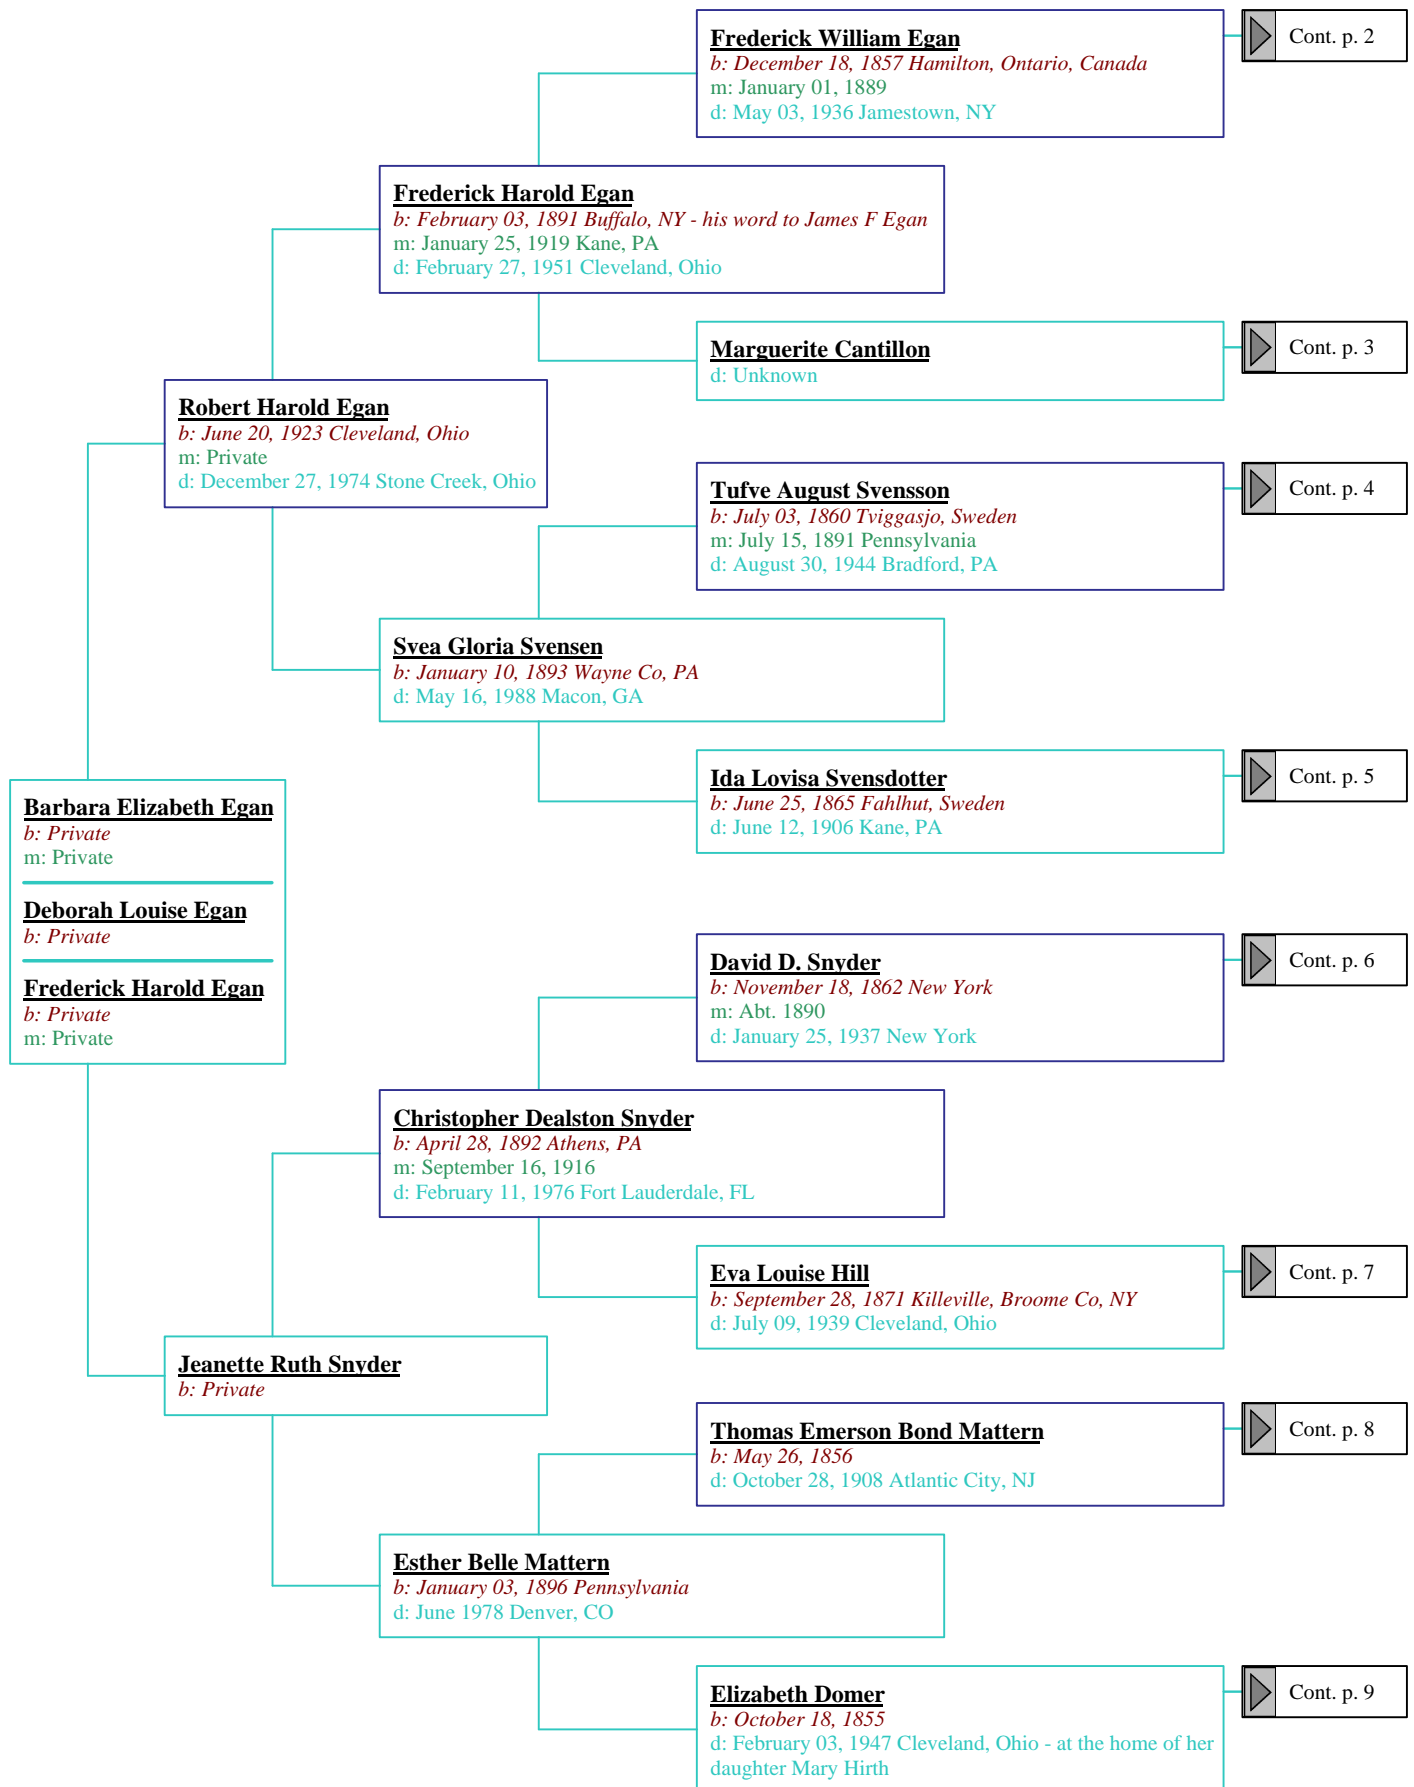 Frederick William Egan
b: December 18, 1857 Hamilton, Ontario, Canada
m: January 01, 1889
d: May 03, 1936 Jamestown, NY
Cont. p. 2
Frederick Harold Egan
b: February 03, 1891 Buffalo, NY - his word to James F Egan
m: January 25, 1919 Kane, PA
d: February 27, 1951 Cleveland, Ohio
Marguerite Cantillon
d: Unknown
Cont. p. 3
Robert Harold Egan
b: June 20, 1923 Cleveland, Ohio
m: Private
d: December 27, 1974 Stone Creek, Ohio
Tufve August Svensson
b: July 03, 1860 Tviggasjo, Sweden
m: July 15, 1891 Pennsylvania
d: August 30, 1944 Bradford, PA
Cont. p. 4
Svea Gloria Svensen
b: January 10, 1893 Wayne Co, PA
d: May 16, 1988 Macon, GA
Ida Lovisa Svensdotter
b: June 25, 1865 Fahlhut, Sweden
d: June 12, 1906 Kane, PA
Cont. p. 5
Barbara Elizabeth Egan
b: Private
m: Private
Deborah Louise Egan
b: Private
Frederick Harold Egan
b: Private
m: Private
David D. Snyder
b: November 18, 1862 New York
m: Abt. 1890
d: January 25, 1937 New York
Cont. p. 6
Christopher Dealston Snyder
b: April 28, 1892 Athens, PA
m: September 16, 1916
d: February 11, 1976 Fort Lauderdale, FL
Eva Louise Hill
b: September 28, 1871 Killeville, Broome Co, NY
d: July 09, 1939 Cleveland, Ohio
Cont. p. 7
Jeanette Ruth Snyder
b: Private
Thomas Emerson Bond Mattern
b: May 26, 1856
d: October 28, 1908 Atlantic City, NJ
Cont. p. 8
Esther Belle Mattern
b: January 03, 1896 Pennsylvania
d: June 1978 Denver, CO
Elizabeth Domer
b: October 18, 1855
d: February 03, 1947 Cleveland, Ohio - at the home of her
daughter Mary Hirth
Cont. p. 9